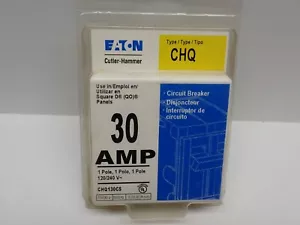 EATON
Cutler-Hammer
Type / Type / Tipo
CHQ
Use in/Emploi en/
Utilizar en
Square D® (QO)®
Panels
Circuit Breaker
Disjoncteur
Interruptor de
circuito
30
AMP
1 Pole, 1 Pole, 1 Polo
120/240 V~
CHQ130CS